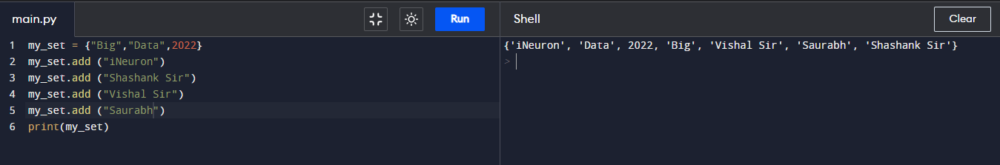 main.py Run Shell Clear
1 my_set = {"Big","Data",2022}
2 my_set.add ("iNeuron")
3 my_set.add ("Shashank Sir")
4 my_set.add ("Vishal Sir")
5 my_set.add ("Saurabh")
6 print(my_set)
{'iNeuron', 'Data', 2022, 'Big', 'Vishal Sir', 'Saurabh', 'Shashank Sir'}
>